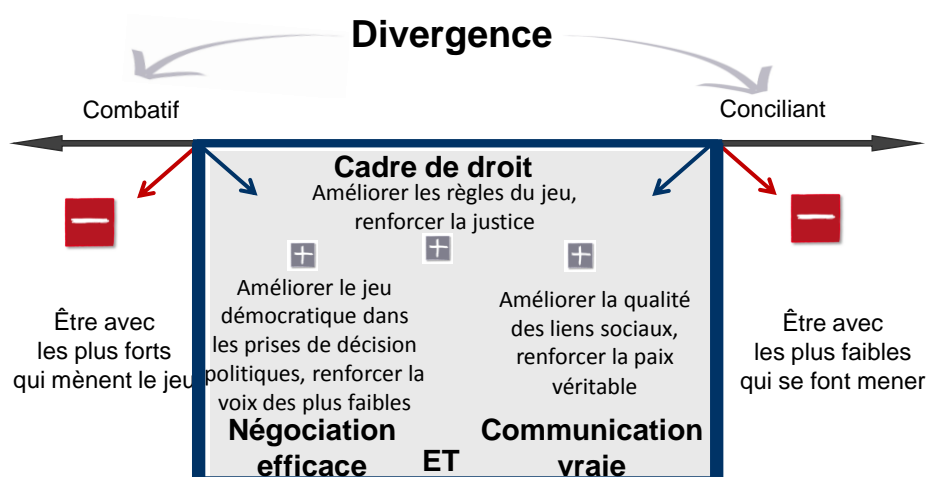 Divergence
Combatif
Conciliant
Cadre de droit
Améliorer les règles du jeu,
renforcer la justice
Être avec
les plus forts
qui mènent le jeu
Améliorer le jeu
démocratique dans
les prises de décision
politiques, renforcer la
voix des plus faibles
Négociation
efficace
ET
Améliorer la qualité
des liens sociaux,
renforcer la paix
véritable
Communication
vraie
Être avec
les plus faibles
qui se font mener